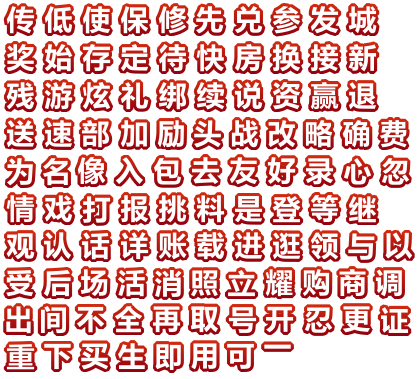 传低使保修先兑参发城
奖始存定待快房换接新
残游炫礼绑续说资赢退
送速部加励头战改略确费
为名像入包去友好录心忽
情戏打报挑料是登等继
观认话详账载进逛领与以
受后场活消照立耀购商调
出间不全再取号开忍更证
重下买生即用可一